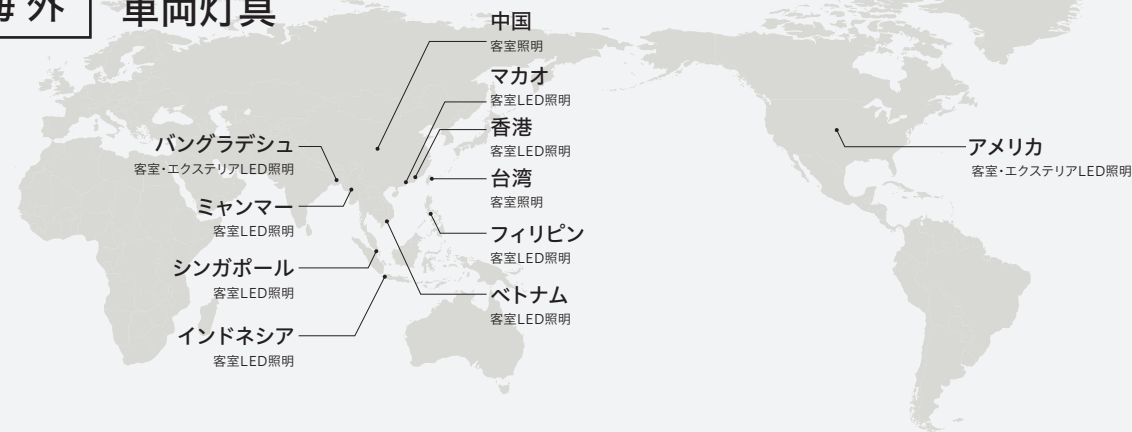 海外
車両灯具
中国
客室照明
マカオ
客室LED照明
香港
客室LED照明
台湾
客室照明
フィリピン
客室LED照明
ベトナム
客室LED照明
バングラデシュ
客室・エクステリアLED照明
ミャンマー
客室LED照明
シンガポール
客室LED照明
インドネシア
客室LED照明
アメリカ
客室・エクステリアLED照明